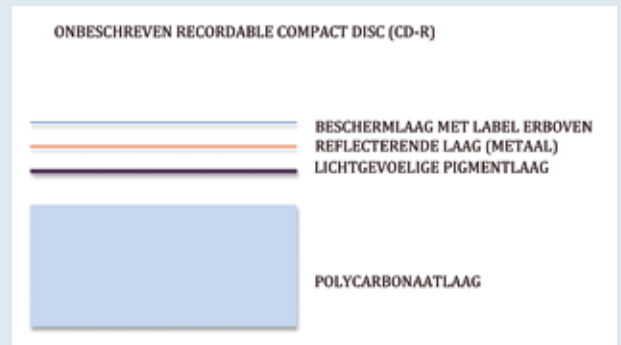 ONBESCHREVEN RECORDABLE COMPACT DISC (CD-R)
BESCHERMLAAG MET LABEL ERBOVEN
REFLECTERENDE LAAG (METAAL)
LICHTGEVOELIGE PIGMENTLAAG
POLYCARBONAATLAAG